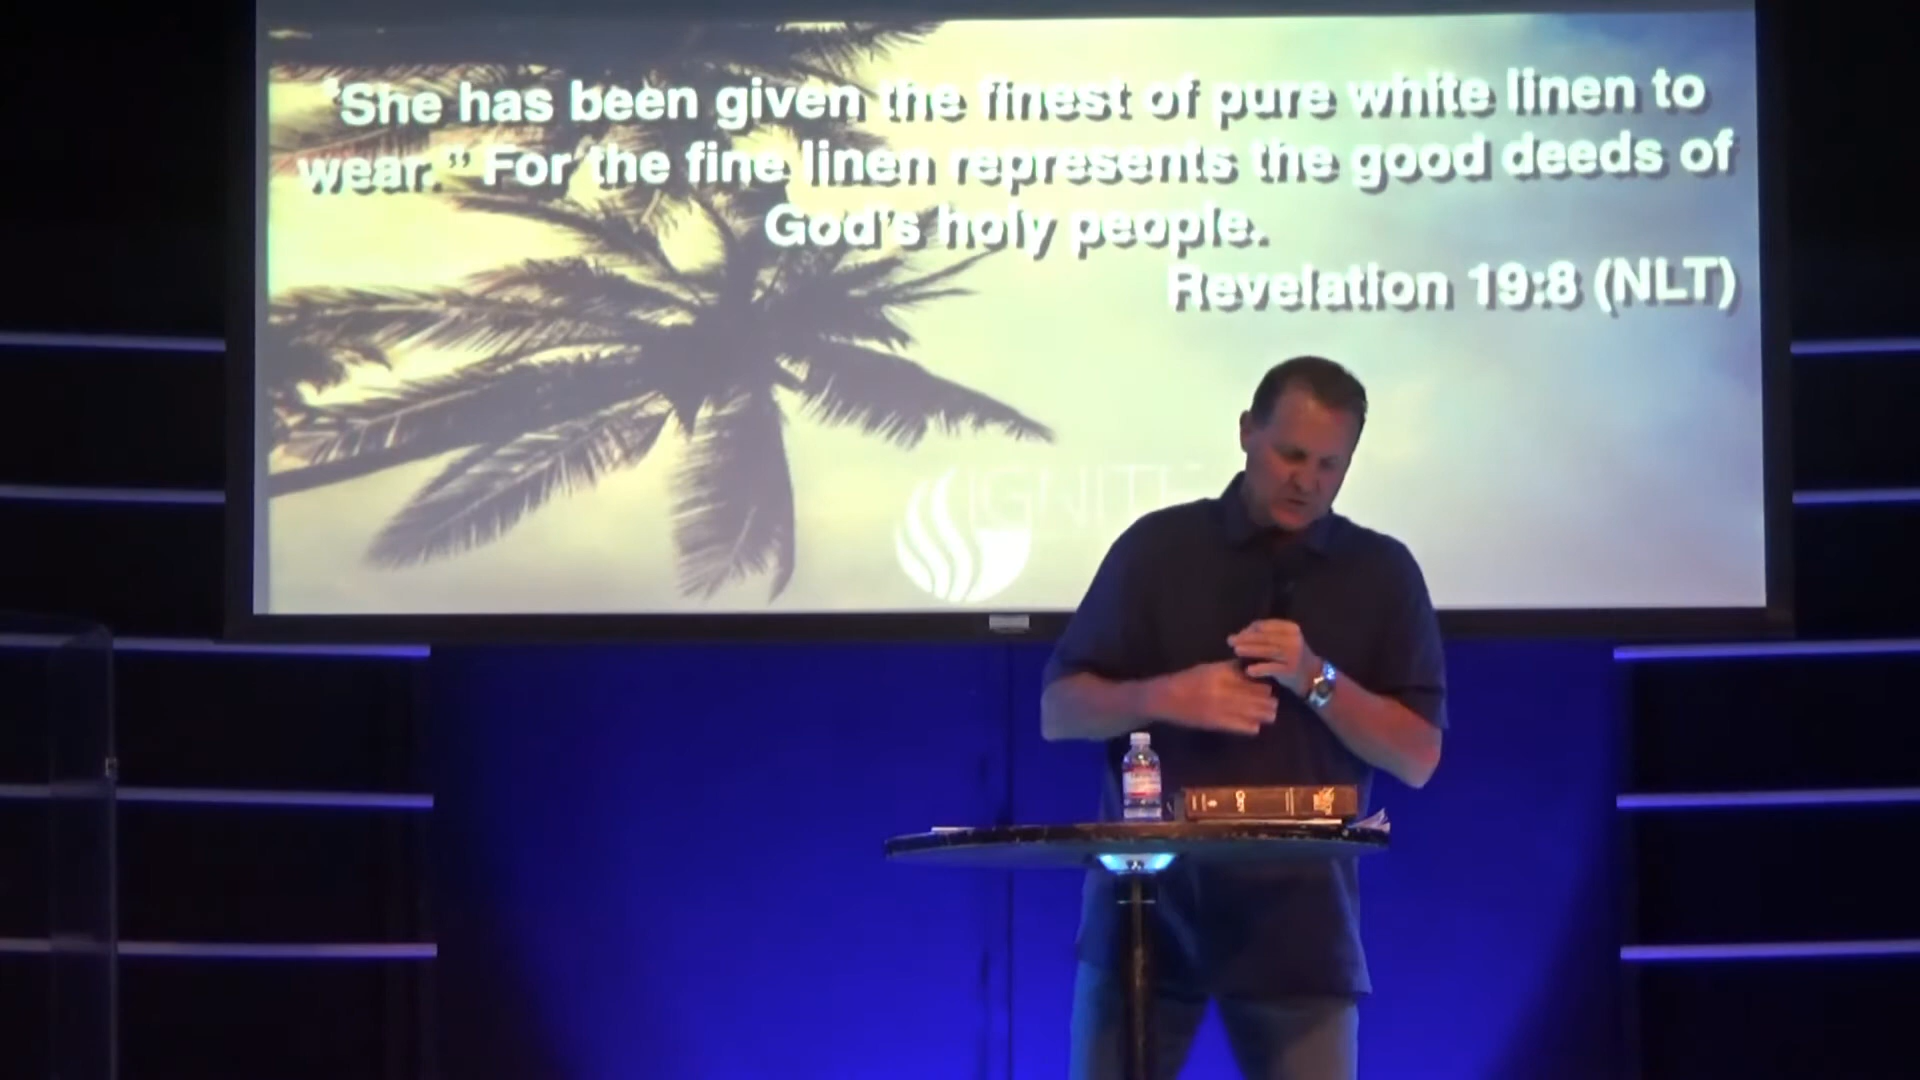 “She has been given the finest of pure white linen to
wear.” For the fine linen represents the good deeds of
God's holy people.
Revelation 19:8 (NLT)
IGNITE